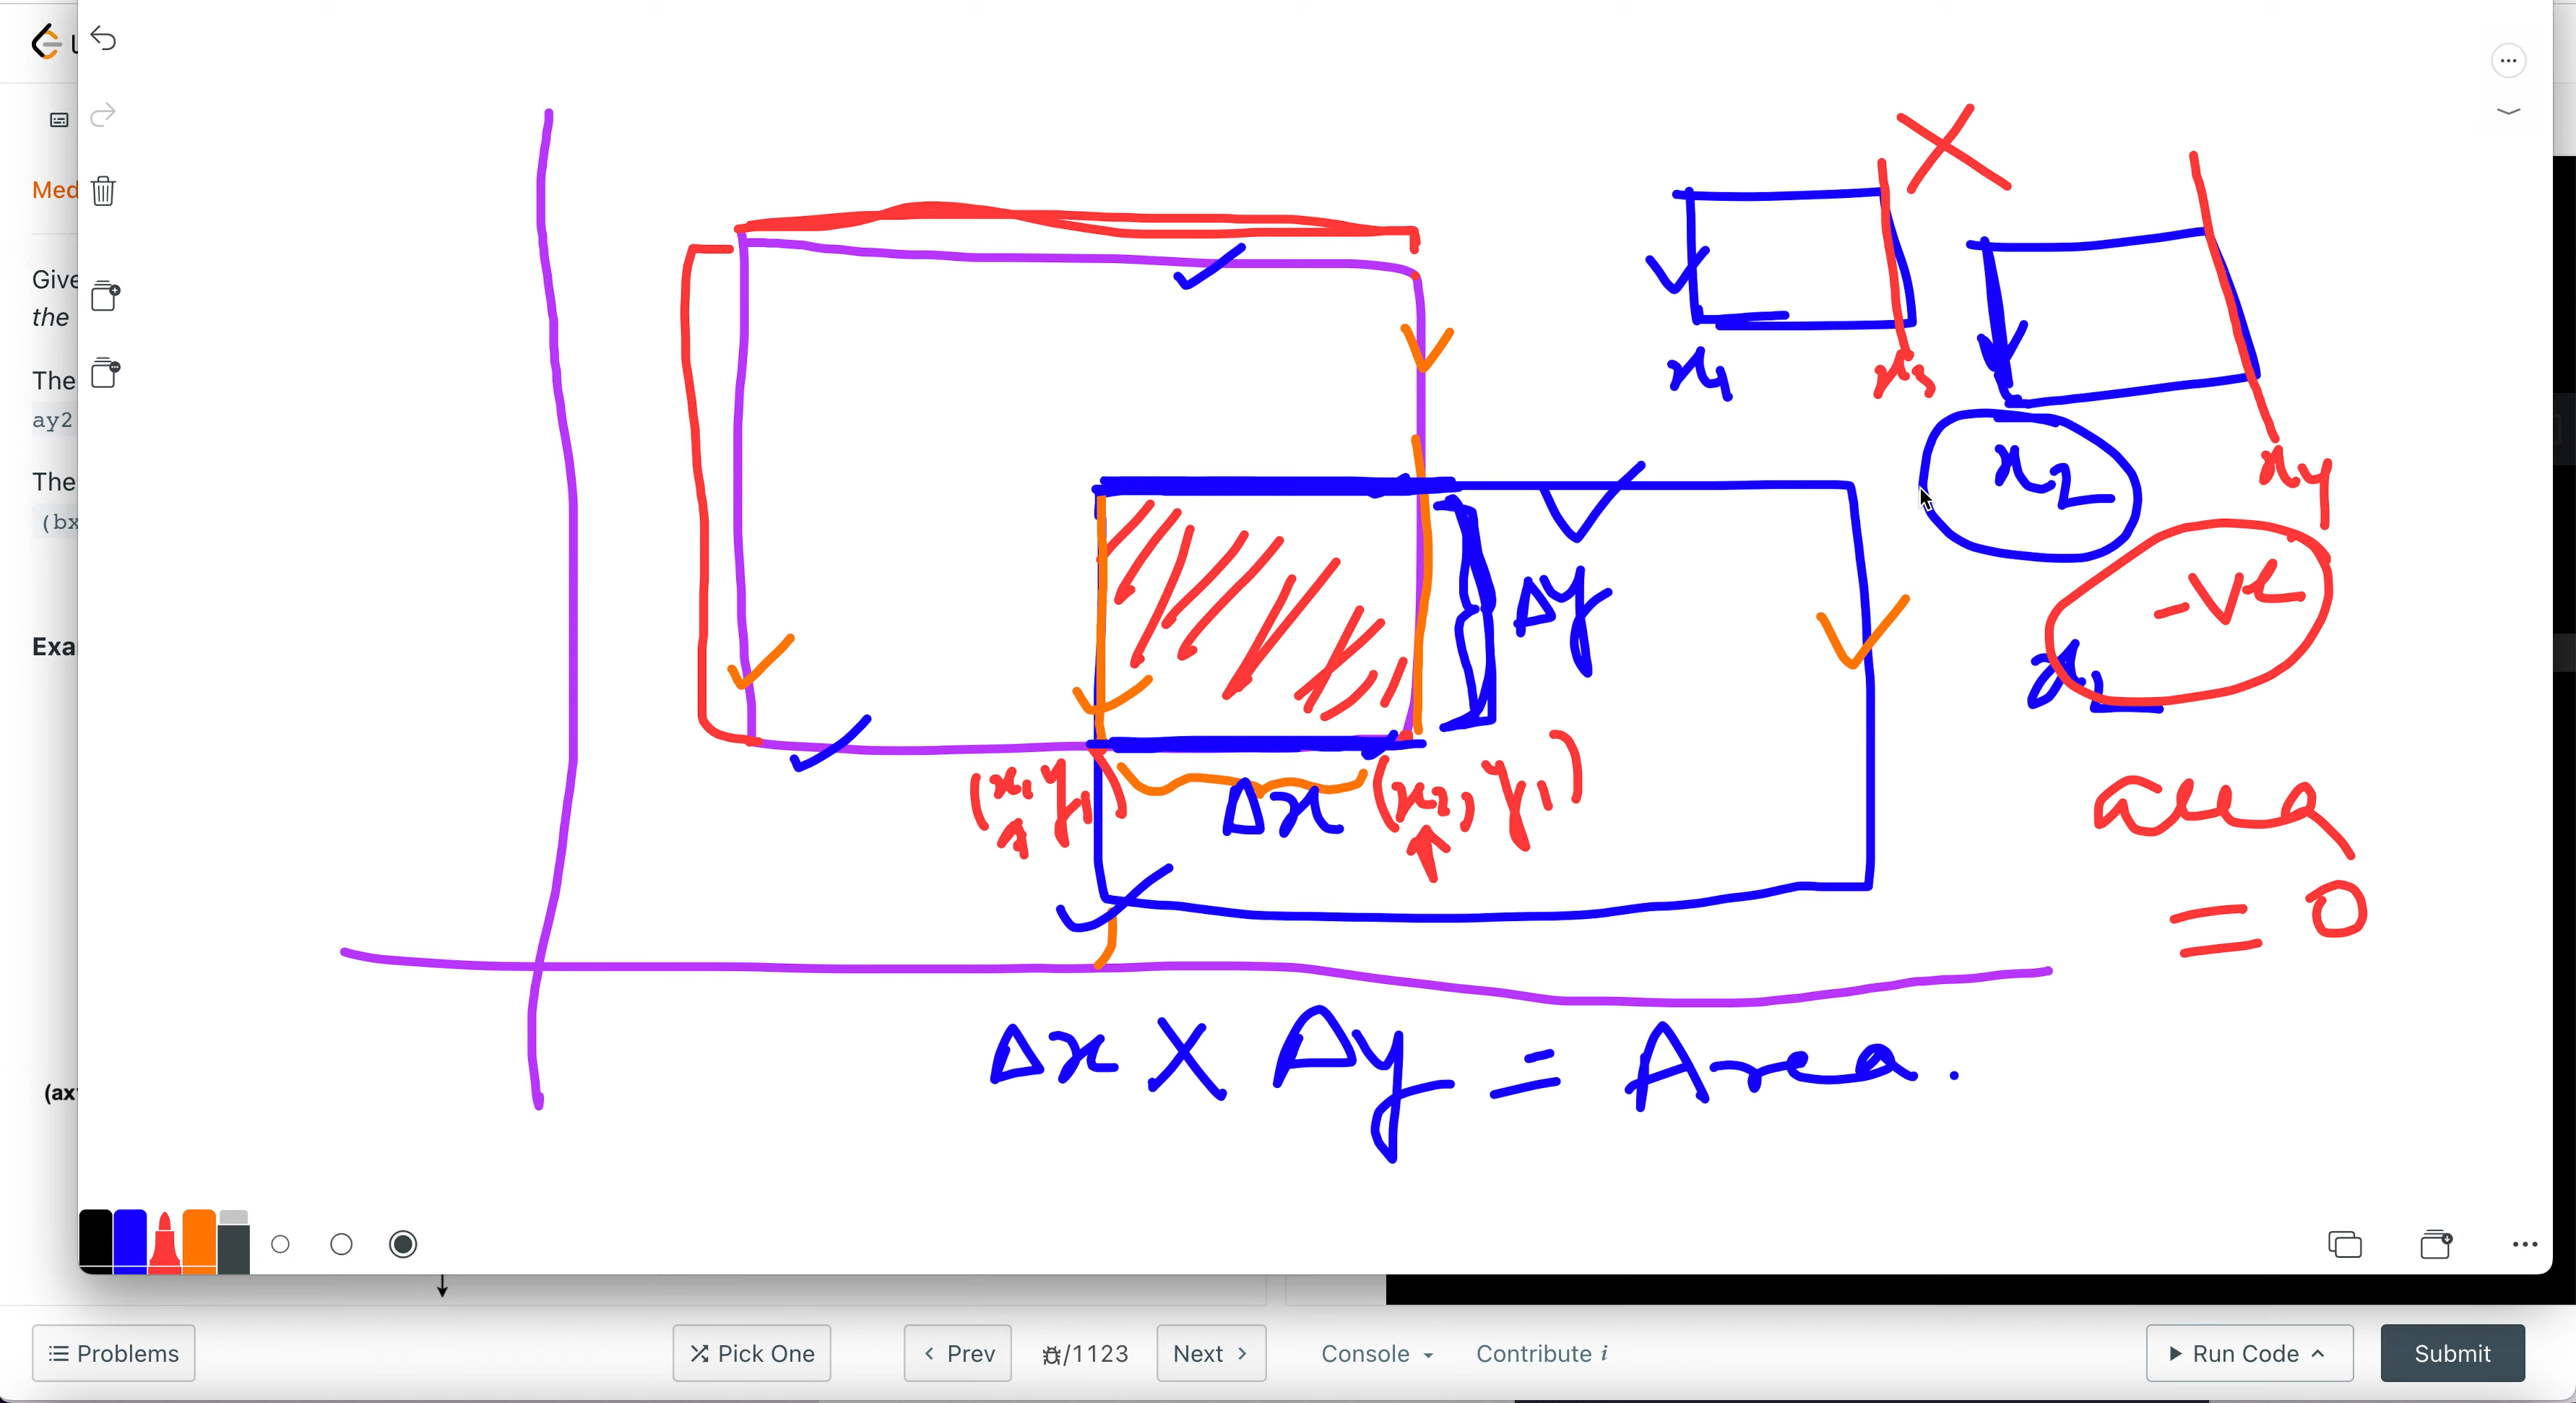 Med
Give
the
The
ay2
The
(bx
Exa
(ax
x1
x3
x2
x4
-ve
Δy
(x1, y1)
Δx
(x2, y1)
area
= 0
Δx X Δy = Area.
Problems
Pick One
Prev
/1123
Next
Console
Contribute i
Run Code
Submit